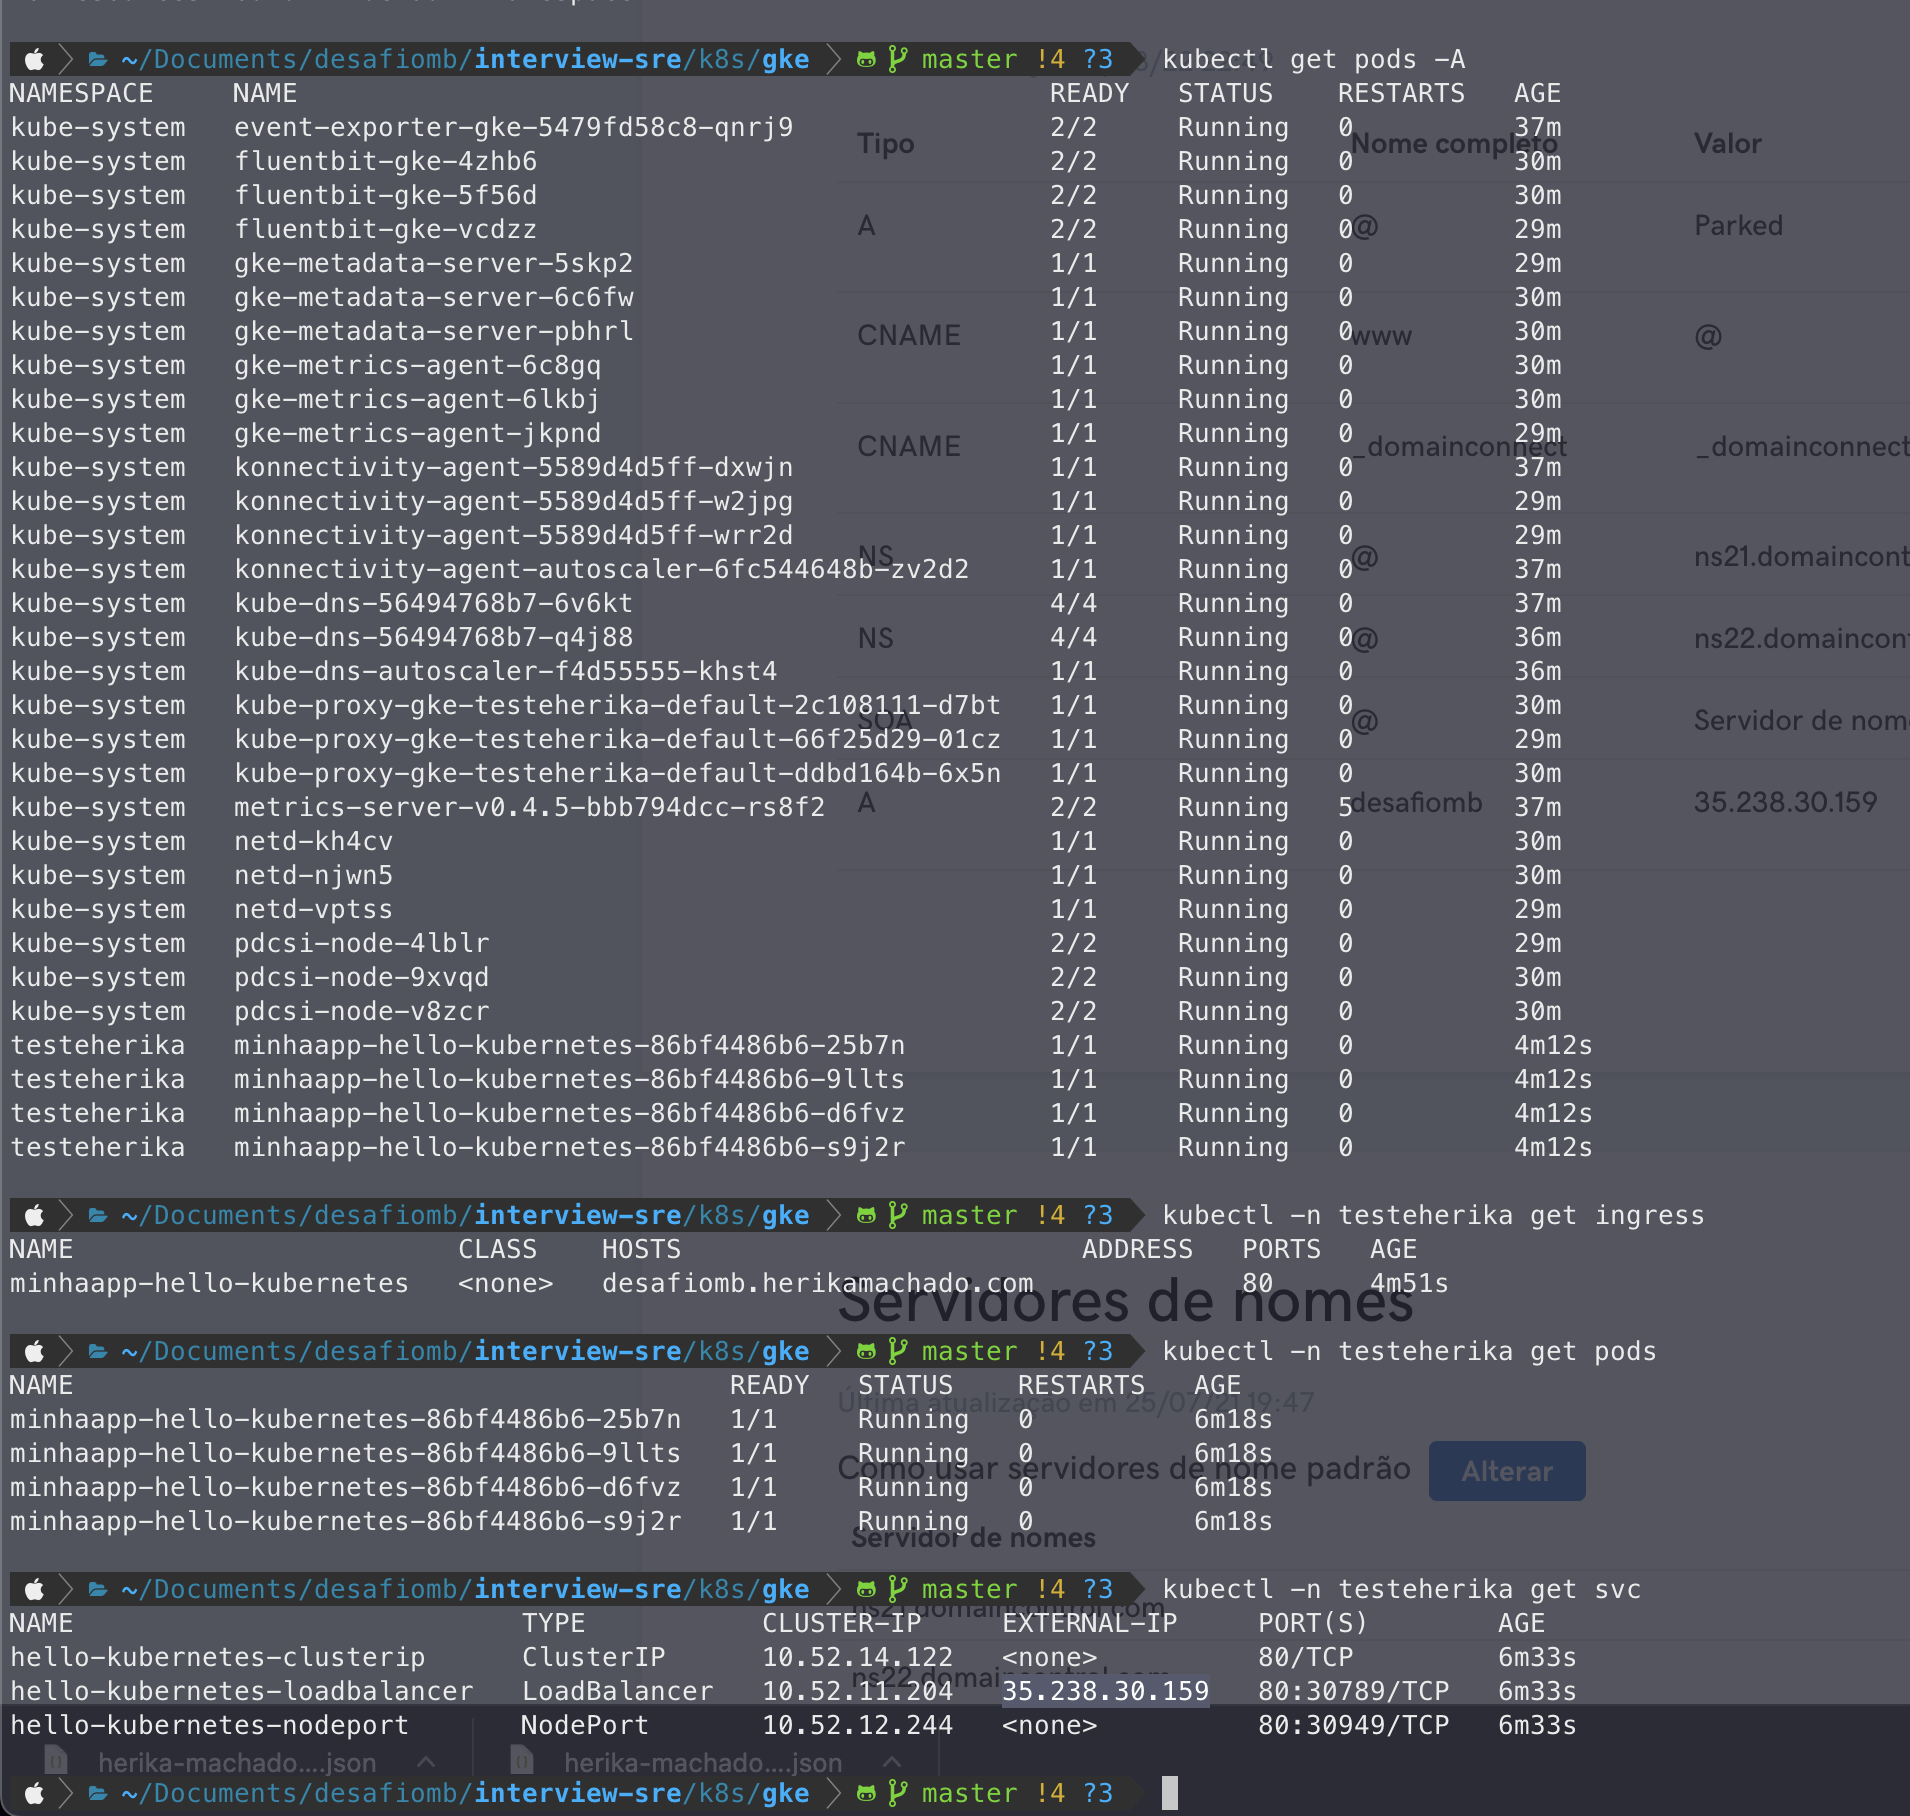 ~/Documents/desafiomb/interview-sre/k8s/gke master !4 ?3 kubectl get pods -A
NAMESPACE NAME READY STATUS RESTARTS AGE
kube-system event-exporter-gke-5479fd58c8-qnrj9 2/2 Running 0 37m
kube-system fluentbit-gke-4zhb6 2/2 Running 0 30m
kube-system fluentbit-gke-5f56d 2/2 Running 0 30m
kube-system fluentbit-gke-vcdzz 2/2 Running 0 29m
kube-system gke-metadata-server-5skp2 1/1 Running 0 29m
kube-system gke-metadata-server-6c6fw 1/1 Running 0 30m
kube-system gke-metadata-server-pbhrl 1/1 Running 0 30m
kube-system gke-metrics-agent-6c8gq 1/1 Running 0 30m
kube-system gke-metrics-agent-6lkbj 1/1 Running 0 30m
kube-system gke-metrics-agent-jkpnd 1/1 Running 0 29m
kube-system konnectivity-agent-5589d4d5ff-dxwjn 1/1 Running 0 37m
kube-system konnectivity-agent-5589d4d5ff-w2jpg 1/1 Running 0 29m
kube-system konnectivity-agent-5589d4d5ff-wrr2d 1/1 Running 0 29m
kube-system konnectivity-agent-autoscaler-6fc544648b-zv2d2 1/1 Running 0 37m
kube-system kube-dns-56494768b7-6v6kt 4/4 Running 0 37m
kube-system kube-dns-56494768b7-q4j88 4/4 Running 0 36m
kube-system kube-dns-autoscaler-f4d55555-khst4 1/1 Running 0 36m
kube-system kube-proxy-gke-testeherika-default-2c108111-d7bt 1/1 Running 0 30m
kube-system kube-proxy-gke-testeherika-default-66f25d29-01cz 1/1 Running 0 29m
kube-system kube-proxy-gke-testeherika-default-ddbd164b-6x5n 1/1 Running 0 30m
kube-system metrics-server-v0.4.5-bbb794dcc-rs8f2 2/2 Running 5 37m
kube-system netd-kh4cv 1/1 Running 0 30m
kube-system netd-njwn5 1/1 Running 0 30m
kube-system netd-vptss 1/1 Running 0 29m
kube-system pdcsi-node-4lblr 2/2 Running 0 29m
kube-system pdcsi-node-9xvqd 2/2 Running 0 30m
kube-system pdcsi-node-v8zcr 2/2 Running 0 30m
testeherika minhaapp-hello-kubernetes-86bf4486b6-25b7n 1/1 Running 0 4m12s
testeherika minhaapp-hello-kubernetes-86bf4486b6-9llts 1/1 Running 0 4m12s
testeherika minhaapp-hello-kubernetes-86bf4486b6-d6fvz 1/1 Running 0 4m12s
testeherika minhaapp-hello-kubernetes-86bf4486b6-s9j2r 1/1 Running 0 4m12s
~/Documents/desafiomb/interview-sre/k8s/gke master !4 ?3 kubectl -n testeherika get ingress
NAME CLASS HOSTS ADDRESS PORTS AGE
minhaapp-hello-kubernetes <none> desafiomb.herikamachado.com 80 4m51s
~/Documents/desafiomb/interview-sre/k8s/gke master !4 ?3 kubectl -n testeherika get pods
NAME READY STATUS RESTARTS AGE
minhaapp-hello-kubernetes-86bf4486b6-25b7n 1/1 Running 0 6m18s
minhaapp-hello-kubernetes-86bf4486b6-9llts 1/1 Running 0 6m18s
minhaapp-hello-kubernetes-86bf4486b6-d6fvz 1/1 Running 0 6m18s
minhaapp-hello-kubernetes-86bf4486b6-s9j2r 1/1 Running 0 6m18s
~/Documents/desafiomb/interview-sre/k8s/gke master !4 ?3 kubectl -n testeherika get svc
NAME TYPE CLUSTER-IP EXTERNAL-IP PORT(S) AGE
hello-kubernetes-clusterip ClusterIP 10.52.14.122 <none> 80/TCP 6m33s
hello-kubernetes-loadbalancer LoadBalancer 10.52.11.204 35.238.30.159 80:30789/TCP 6m33s
hello-kubernetes-nodeport NodePort 10.52.12.244 <none> 80:30949/TCP 6m33s
~/Documents/desafiomb/interview-sre/k8s/gke master !4 ?3
Tipo Nome completo Valor
A @ Parked
CNAME www @
CNAME _domainconnect _domainconnect
NS @ ns21.domaincont
NS @ ns22.domaincont
SOA @ Servidor de nome
A desafiomb 35.238.30.159
Servidores de nomes
Última atualização em 25/07/21 19:47
Como usar servidores de nome padrão Alterar
Servidor de nomes
ns21.domaincontrol.com
ns22.domaincontrol.com
herika-machado....json herika-machado....json